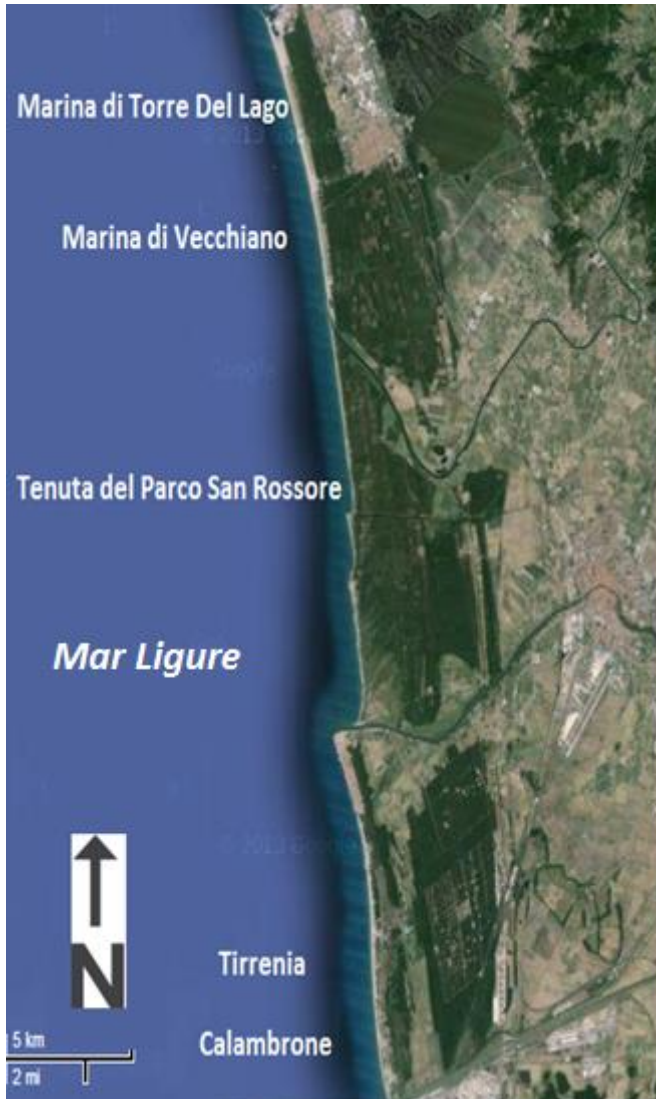 Marina di Torre Del Lago
Marina di Vecchiano
Google
Tenuta del Parco San Rossore
Mar Ligure
N
Tirrenia
Calambrone
5 km
2 mi